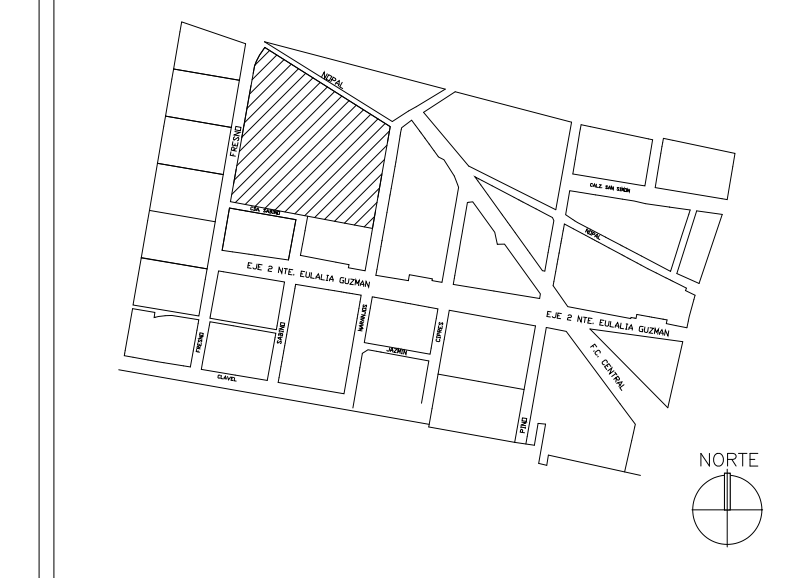 NOPAL
FRESNO
CALZ. SAN SIMON
CDA. SABINO
NOPAL
EJE 2 NTE. EULALIA GUZMAN
EJE 2 NTE. EULALIA GUZMAN
NARANJOS
CIPRES
SABINO
FRESNO
JAZMIN
F.C. CENTRAL
CLAVEL
PINO
NORTE